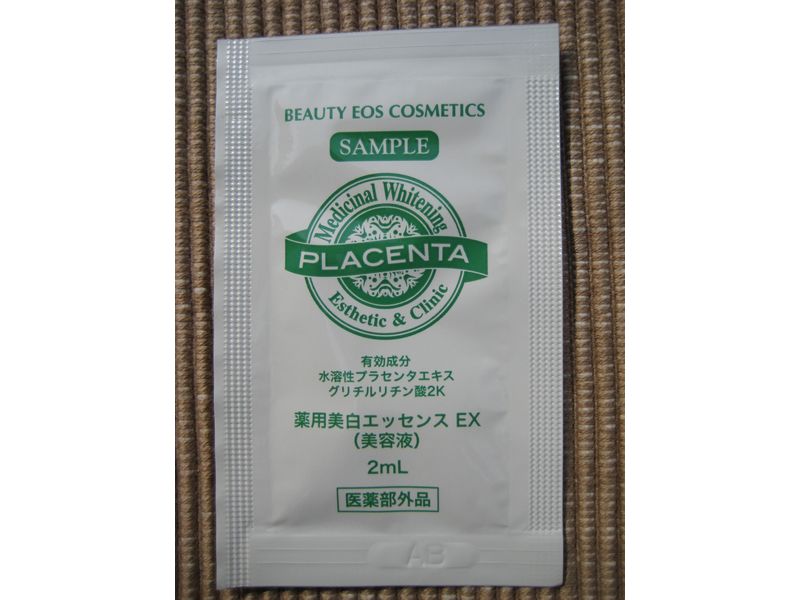 BEAUTY EOS COSMETICS
SAMPLE
Medicinal Whitening
PLACENTA
Esthetic & Clinic
有効成分
水溶性プラセンタエキス
グリチルリチン酸2K
薬用美白エッセンス EX
(美容液)
2mL
医薬部外品
AB